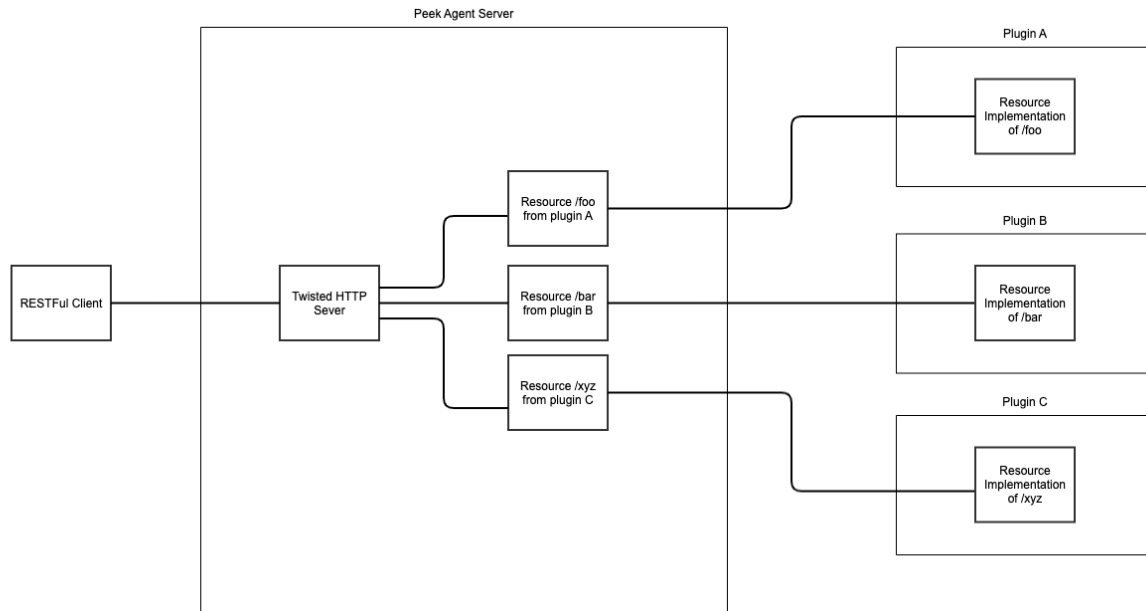 Peek Agent Server
Plugin A
Resource
Implementation
of /foo
Resource /foo
from plugin A
Plugin B
RESTFul Client
Twisted HTTP
Sever
Resource /bar
from plugin B
Resource
Implementation
of /bar
Resource /xyz
from plugin C
Plugin C
Resource
Implementation
of /xyz